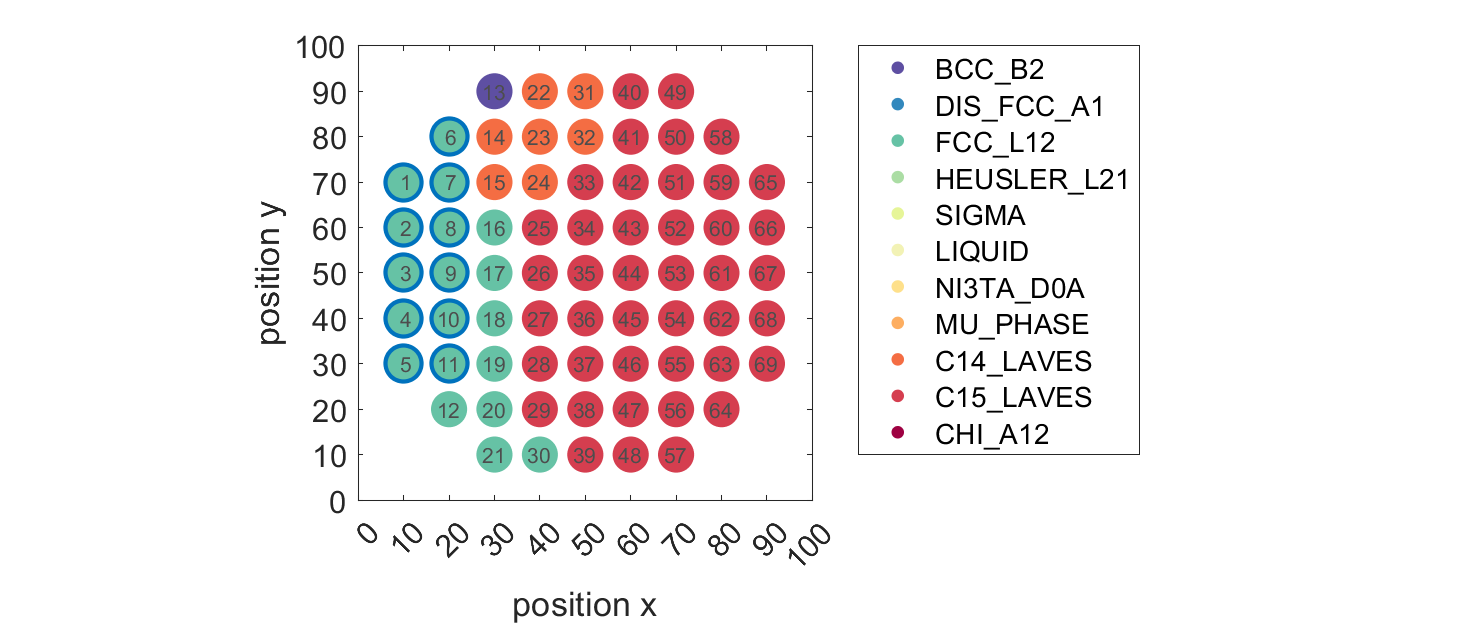 100
90
80
70
60
50
40
30
20
10
0
position y
13 22 31 40 49
6 14 23 32 41 50 58
1 7 15 24 33 42 51 59 65
2 8 16 25 34 43 52 60 66
3 9 17 26 35 44 53 61 67
4 10 18 27 36 45 54 62 68
5 11 19 28 37 46 55 63 69
12 20 29 38 47 56 64
21 30 39 48 57
0 10 20 30 40 50 60 70 80 90 100
position x
BCC_B2
DIS_FCC_A1
FCC_L12
HEUSLER_L21
SIGMA
LIQUID
NI3TA_D0A
MU_PHASE
C14_LAVES
C15_LAVES
CHI_A12